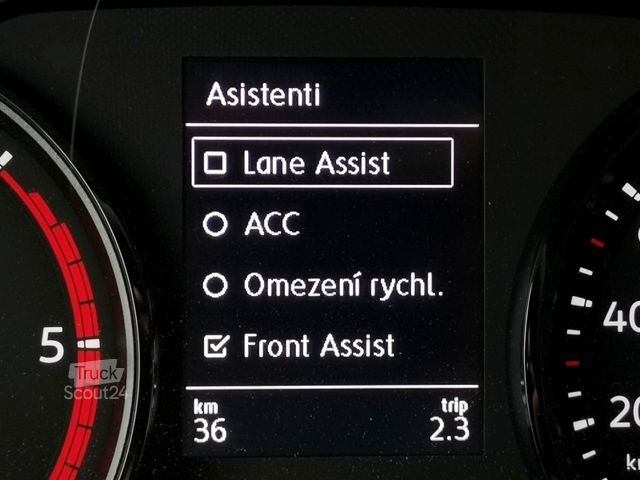 Asistenti
Lane Assist
ACC
Omezení rychl.
Front Assist
km trip
36 2.3
5
Truck
Scout24
40
20